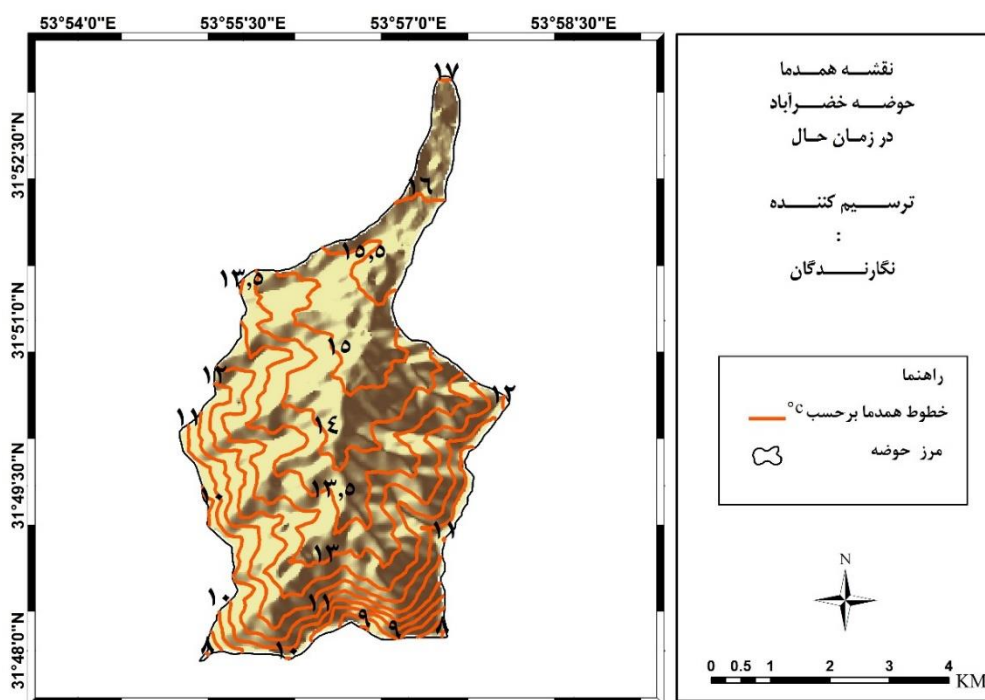 53°54'0"E 53°55'30"E 53°57'0"E 53°58'30"E
31°52'30"N
31°51'0"N
31°49'30"N
31°48'0"N
۱۷
۱٦
۱۵,۵
۱۳,۵
۱۵
۱۲
۱۲
۱۱
۱٤
۱۳,۵
۱۰
۱۱
۱۳
۱۰
۱۱
۹
۹
۸
۸
۱۰
نقشه همدما
حوضه خضرآباد
در زمان حال
ترسیم کننده
:
نگارندگان
راهنما
خطوط همدما برحسب °c
مرز حوضه
N
0 0.5 1 2 3 4
KM